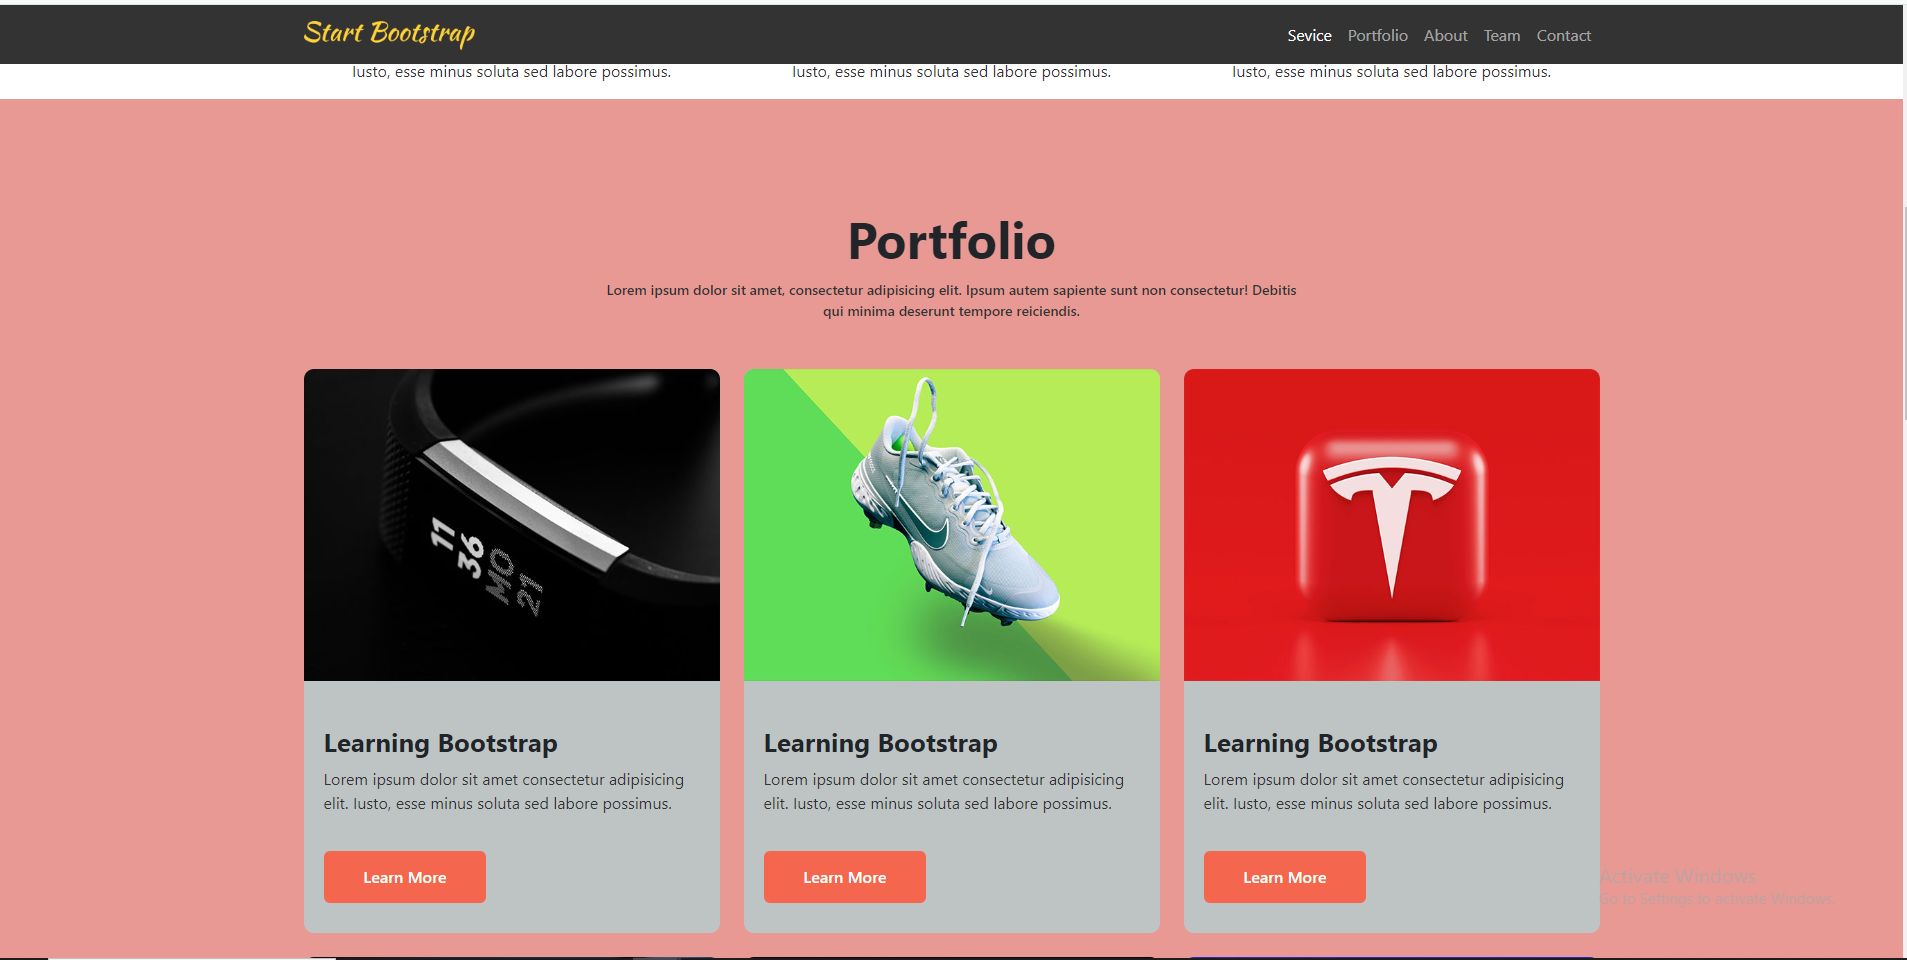 Start Bootstrap
Sevice Portfolio About Team Contact
Iusto, esse minus soluta sed labore possimus.
Iusto, esse minus soluta sed labore possimus.
Iusto, esse minus soluta sed labore possimus.
Portfolio
Lorem ipsum dolor sit amet, consectetur adipisicing elit. Ipsum autem sapiente sunt non consectetur! Debitis
qui minima deserunt tempore reiciendis.
11
36
MO
21
Learning Bootstrap
Lorem ipsum dolor sit amet consectetur adipisicing
elit. Iusto, esse minus soluta sed labore possimus.
Learn More
Learning Bootstrap
Lorem ipsum dolor sit amet consectetur adipisicing
elit. Iusto, esse minus soluta sed labore possimus.
Learn More
Learning Bootstrap
Lorem ipsum dolor sit amet consectetur adipisicing
elit. Iusto, esse minus soluta sed labore possimus.
Learn More
Activate Windows
Go to Settings to activate Windows.